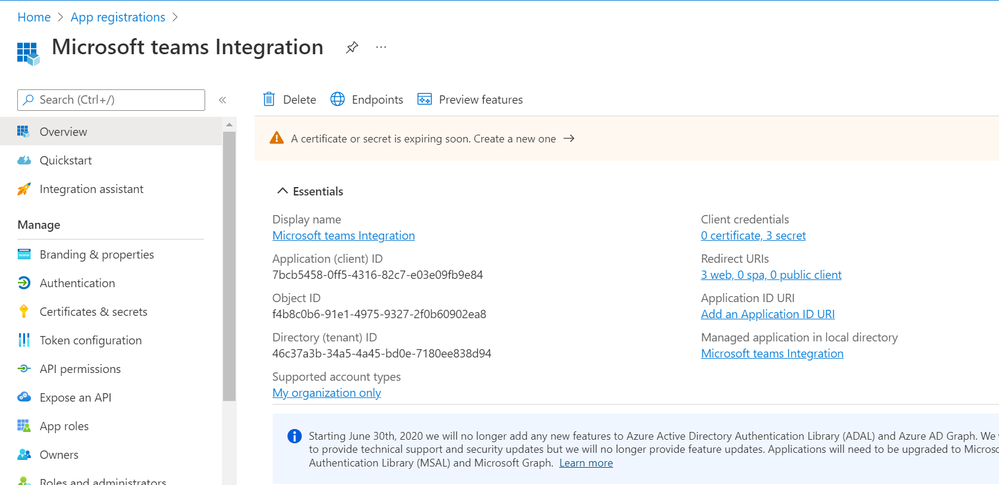 Home > App registrations >
Microsoft teams Integration ...
Search (Ctrl+/) «
Overview
Quickstart
Integration assistant
Manage
Branding & properties
Authentication
Certificates & secrets
Token configuration
API permissions
Expose an API
App roles
Owners
Roles and administrators
Delete Endpoints Preview features
A certificate or secret is expiring soon. Create a new one →
Essentials
Display name
Microsoft teams Integration
Application (client) ID
7bcb5458-0ff5-4316-82c7-e03e09fb9e84
Object ID
f4b8c0b6-91e1-4975-9327-2f0b60902ea8
Directory (tenant) ID
46c37a3b-34a5-4a45-bd0e-7180ee838d94
Supported account types
My organization only
Client credentials
0 certificate, 3 secret
Redirect URIs
3 web, 0 spa, 0 public client
Application ID URI
Add an Application ID URI
Managed application in local directory
Microsoft teams Integration
Starting June 30th, 2020 we will no longer add any new features to Azure Active Directory Authentication Library (ADAL) and Azure AD Graph. We
to provide technical support and security updates but we will no longer provide feature updates. Applications will need to be upgraded to Microso
Authentication Library (MSAL) and Microsoft Graph. Learn more